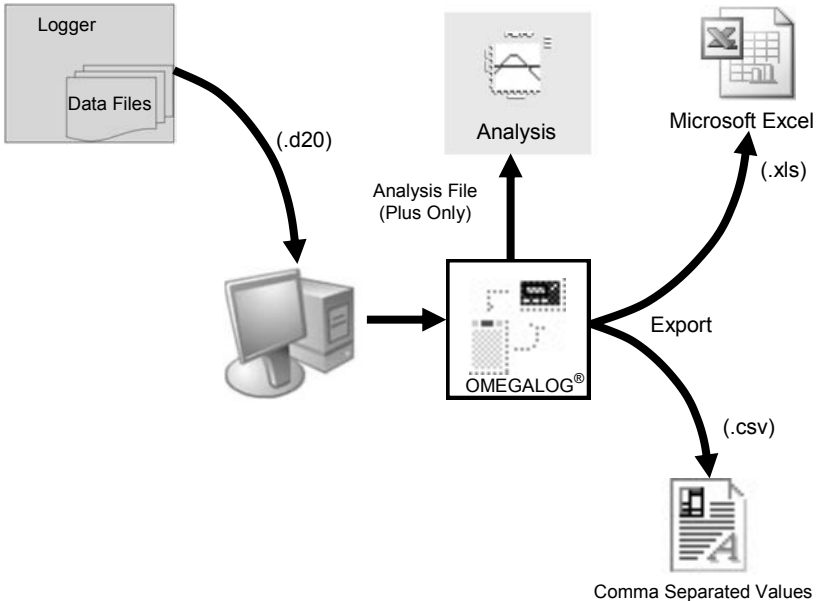 Logger
Data Files
(.d20)
Analysis
Analysis File
(Plus Only)
Microsoft Excel
(.xls)
OMEGALOG®
Export
(.csv)
Comma Separated Values